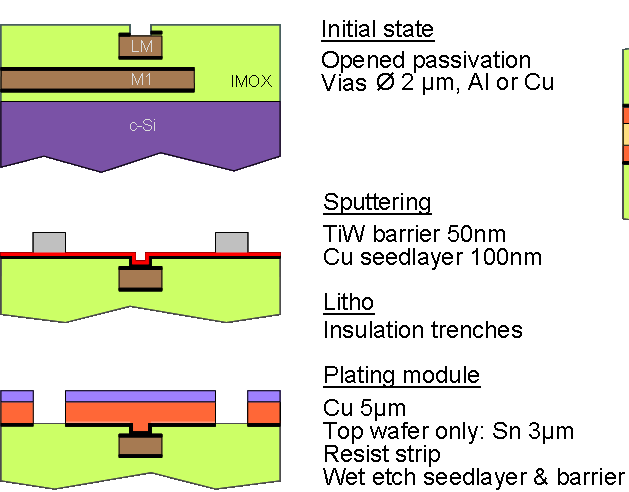 LM
M1
IMOX
c-Si
Initial state
Opened passivation
Vias Ø 2 µm, Al or Cu
Sputtering
TiW barrier 50nm
Cu seedlayer 100nm
Litho
Insulation trenches
Plating module
Cu 5µm
Top wafer only: Sn 3µm
Resist strip
Wet etch seedlayer & barrier